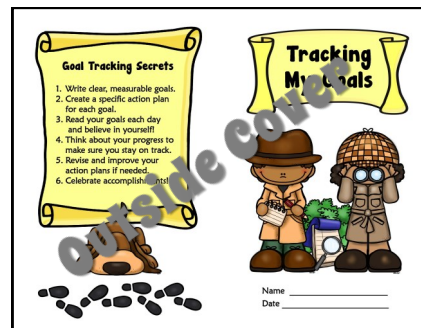 Goal Tracking Secrets
1. Write clear, measurable goals.
2. Create a specific action plan
for each goal.
3. Read your goals each day
and believe in yourself!
4. Think about your progress to
make sure you stay on track.
5. Revise and improve your
action plans if needed.
6. Celebrate accomplishments!
Tracking
My Goals
Outside Cover
Name
Date